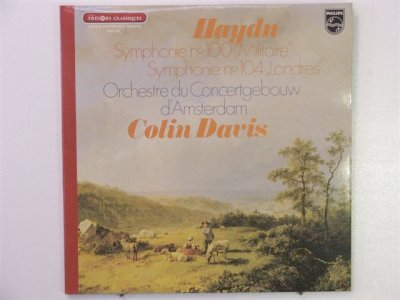 TRÉSORS CLASSIQUES
PHILIPS
Haydn
Symphonie nº 100 „Militaire”
Symphonie nº 104 „Londres”
Orchestre du Concertgebouw
d'Amsterdam
Colin Davis